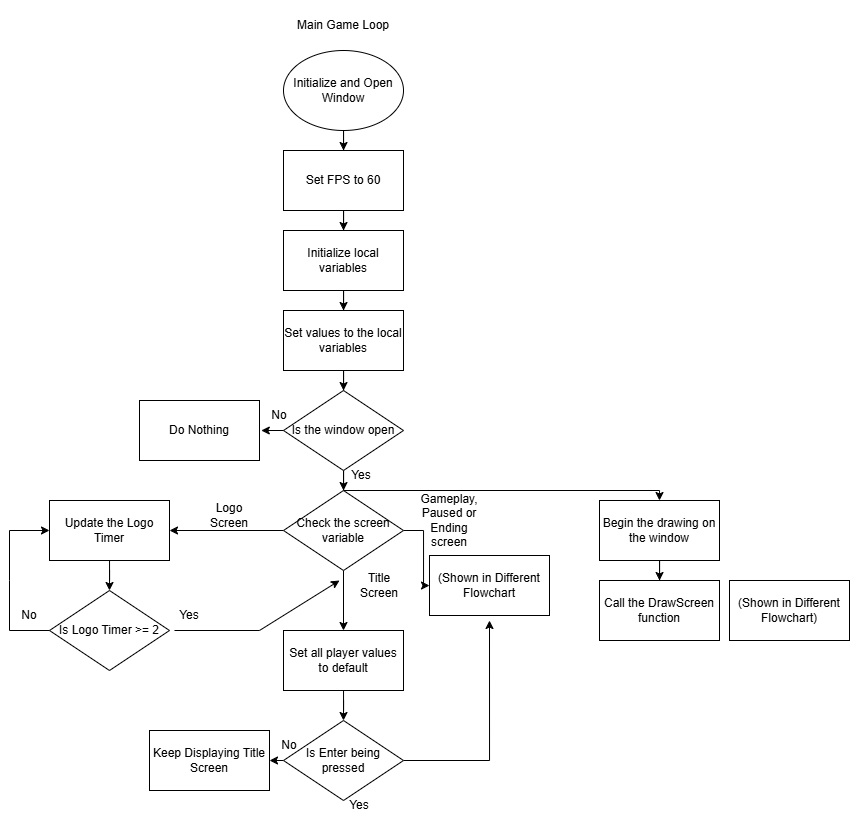 Main Game Loop
Initialize and Open
Window
Set FPS to 60
Initialize local
variables
Set values to the local
variables
Do Nothing
No
Is the window open
Yes
Update the Logo
Timer
Logo
Screen
Check the screen
variable
Gameplay,
Paused or
Ending
screen
Begin the drawing on
the window
(Shown in Different
Flowchart
Title
Screen
Call the DrawScreen
function
(Shown in Different
Flowchart)
No
Is Logo Timer >= 2
Yes
Set all player values
to default
Keep Displaying Title
Screen
No
Is Enter being
pressed
Yes